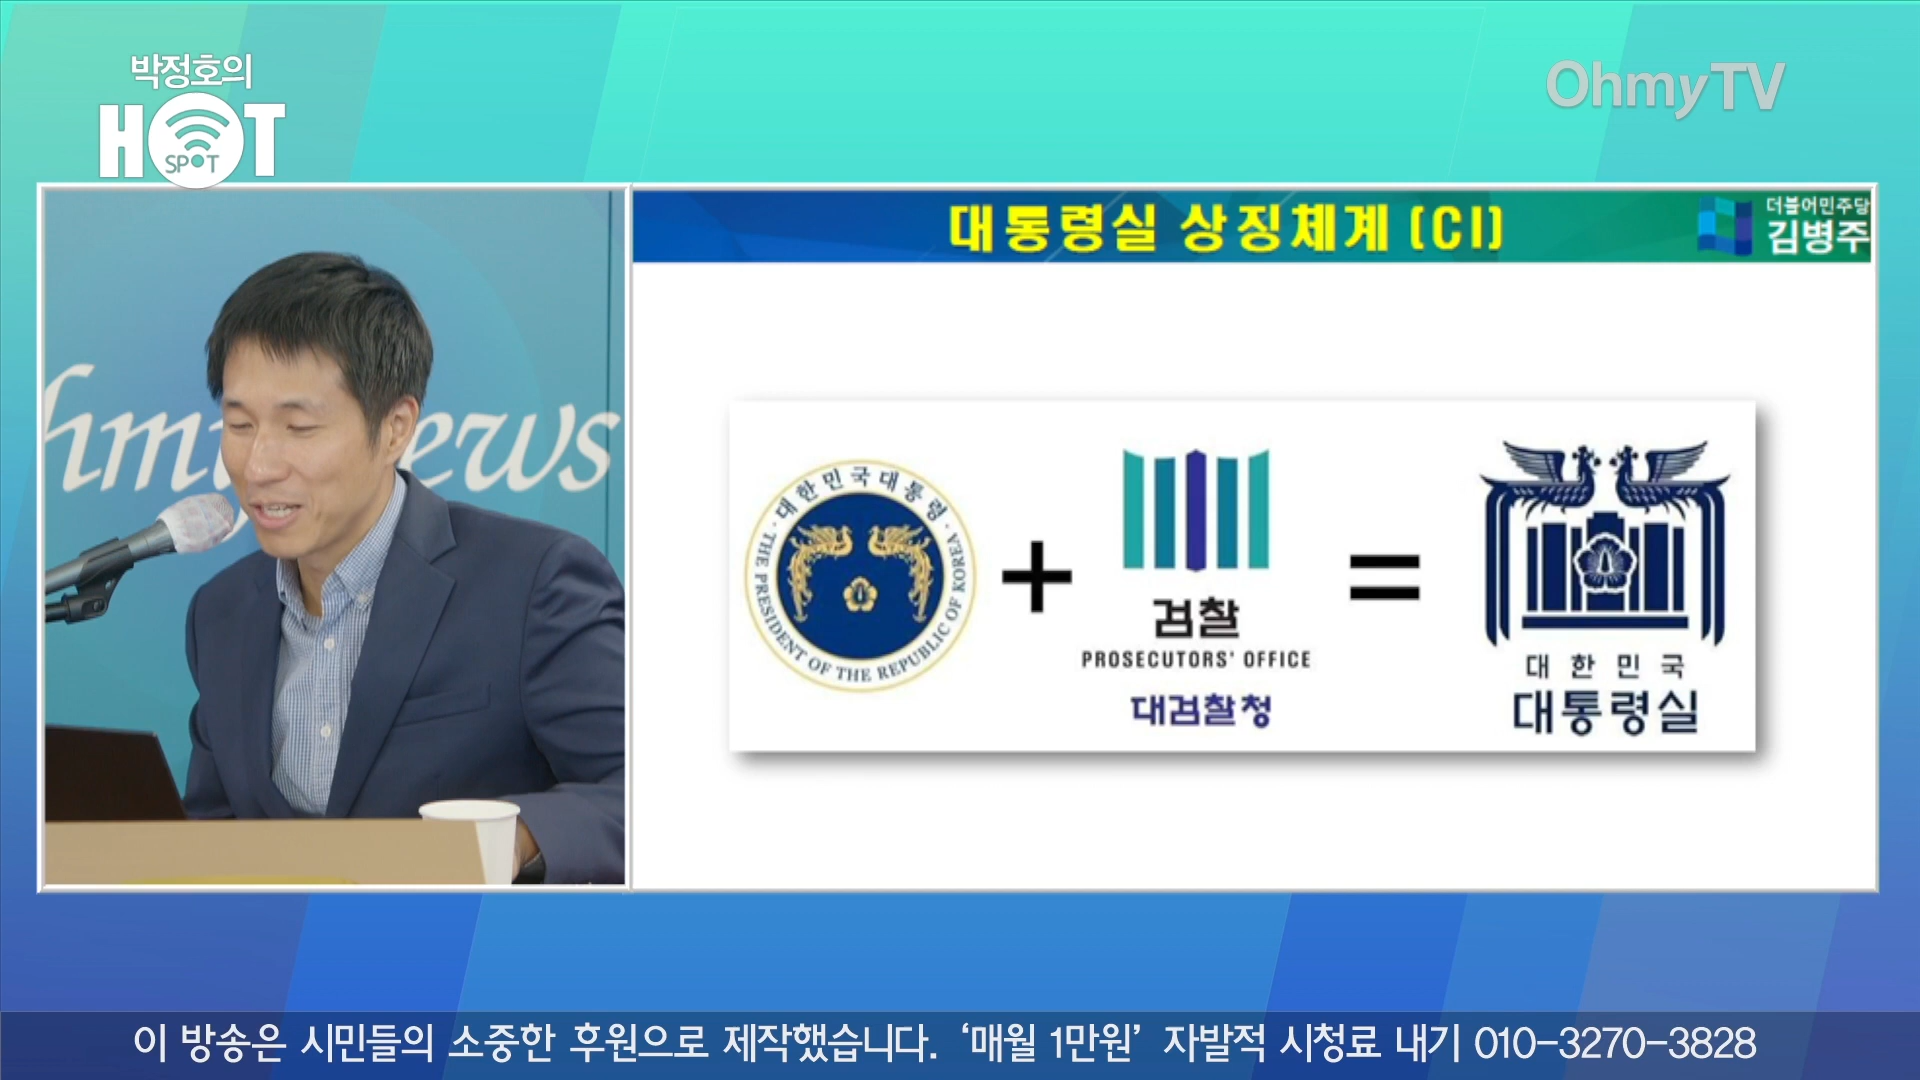 박정호의
HOT
SPOT
OhmyTV
대통령실 상징체계 (CI)
더불어민주당
김병주
hmynews
· 대한민국대통령 ·
THE PRESIDENT OF THE REPUBLIC OF KOREA
+
검찰
PROSECUTORS' OFFICE
대검찰청
=
대한민국
대통령실
이 방송은 시민들의 소중한 후원으로 제작했습니다. ‘매월 1만원’ 자발적 시청료 내기 010-3270-3828